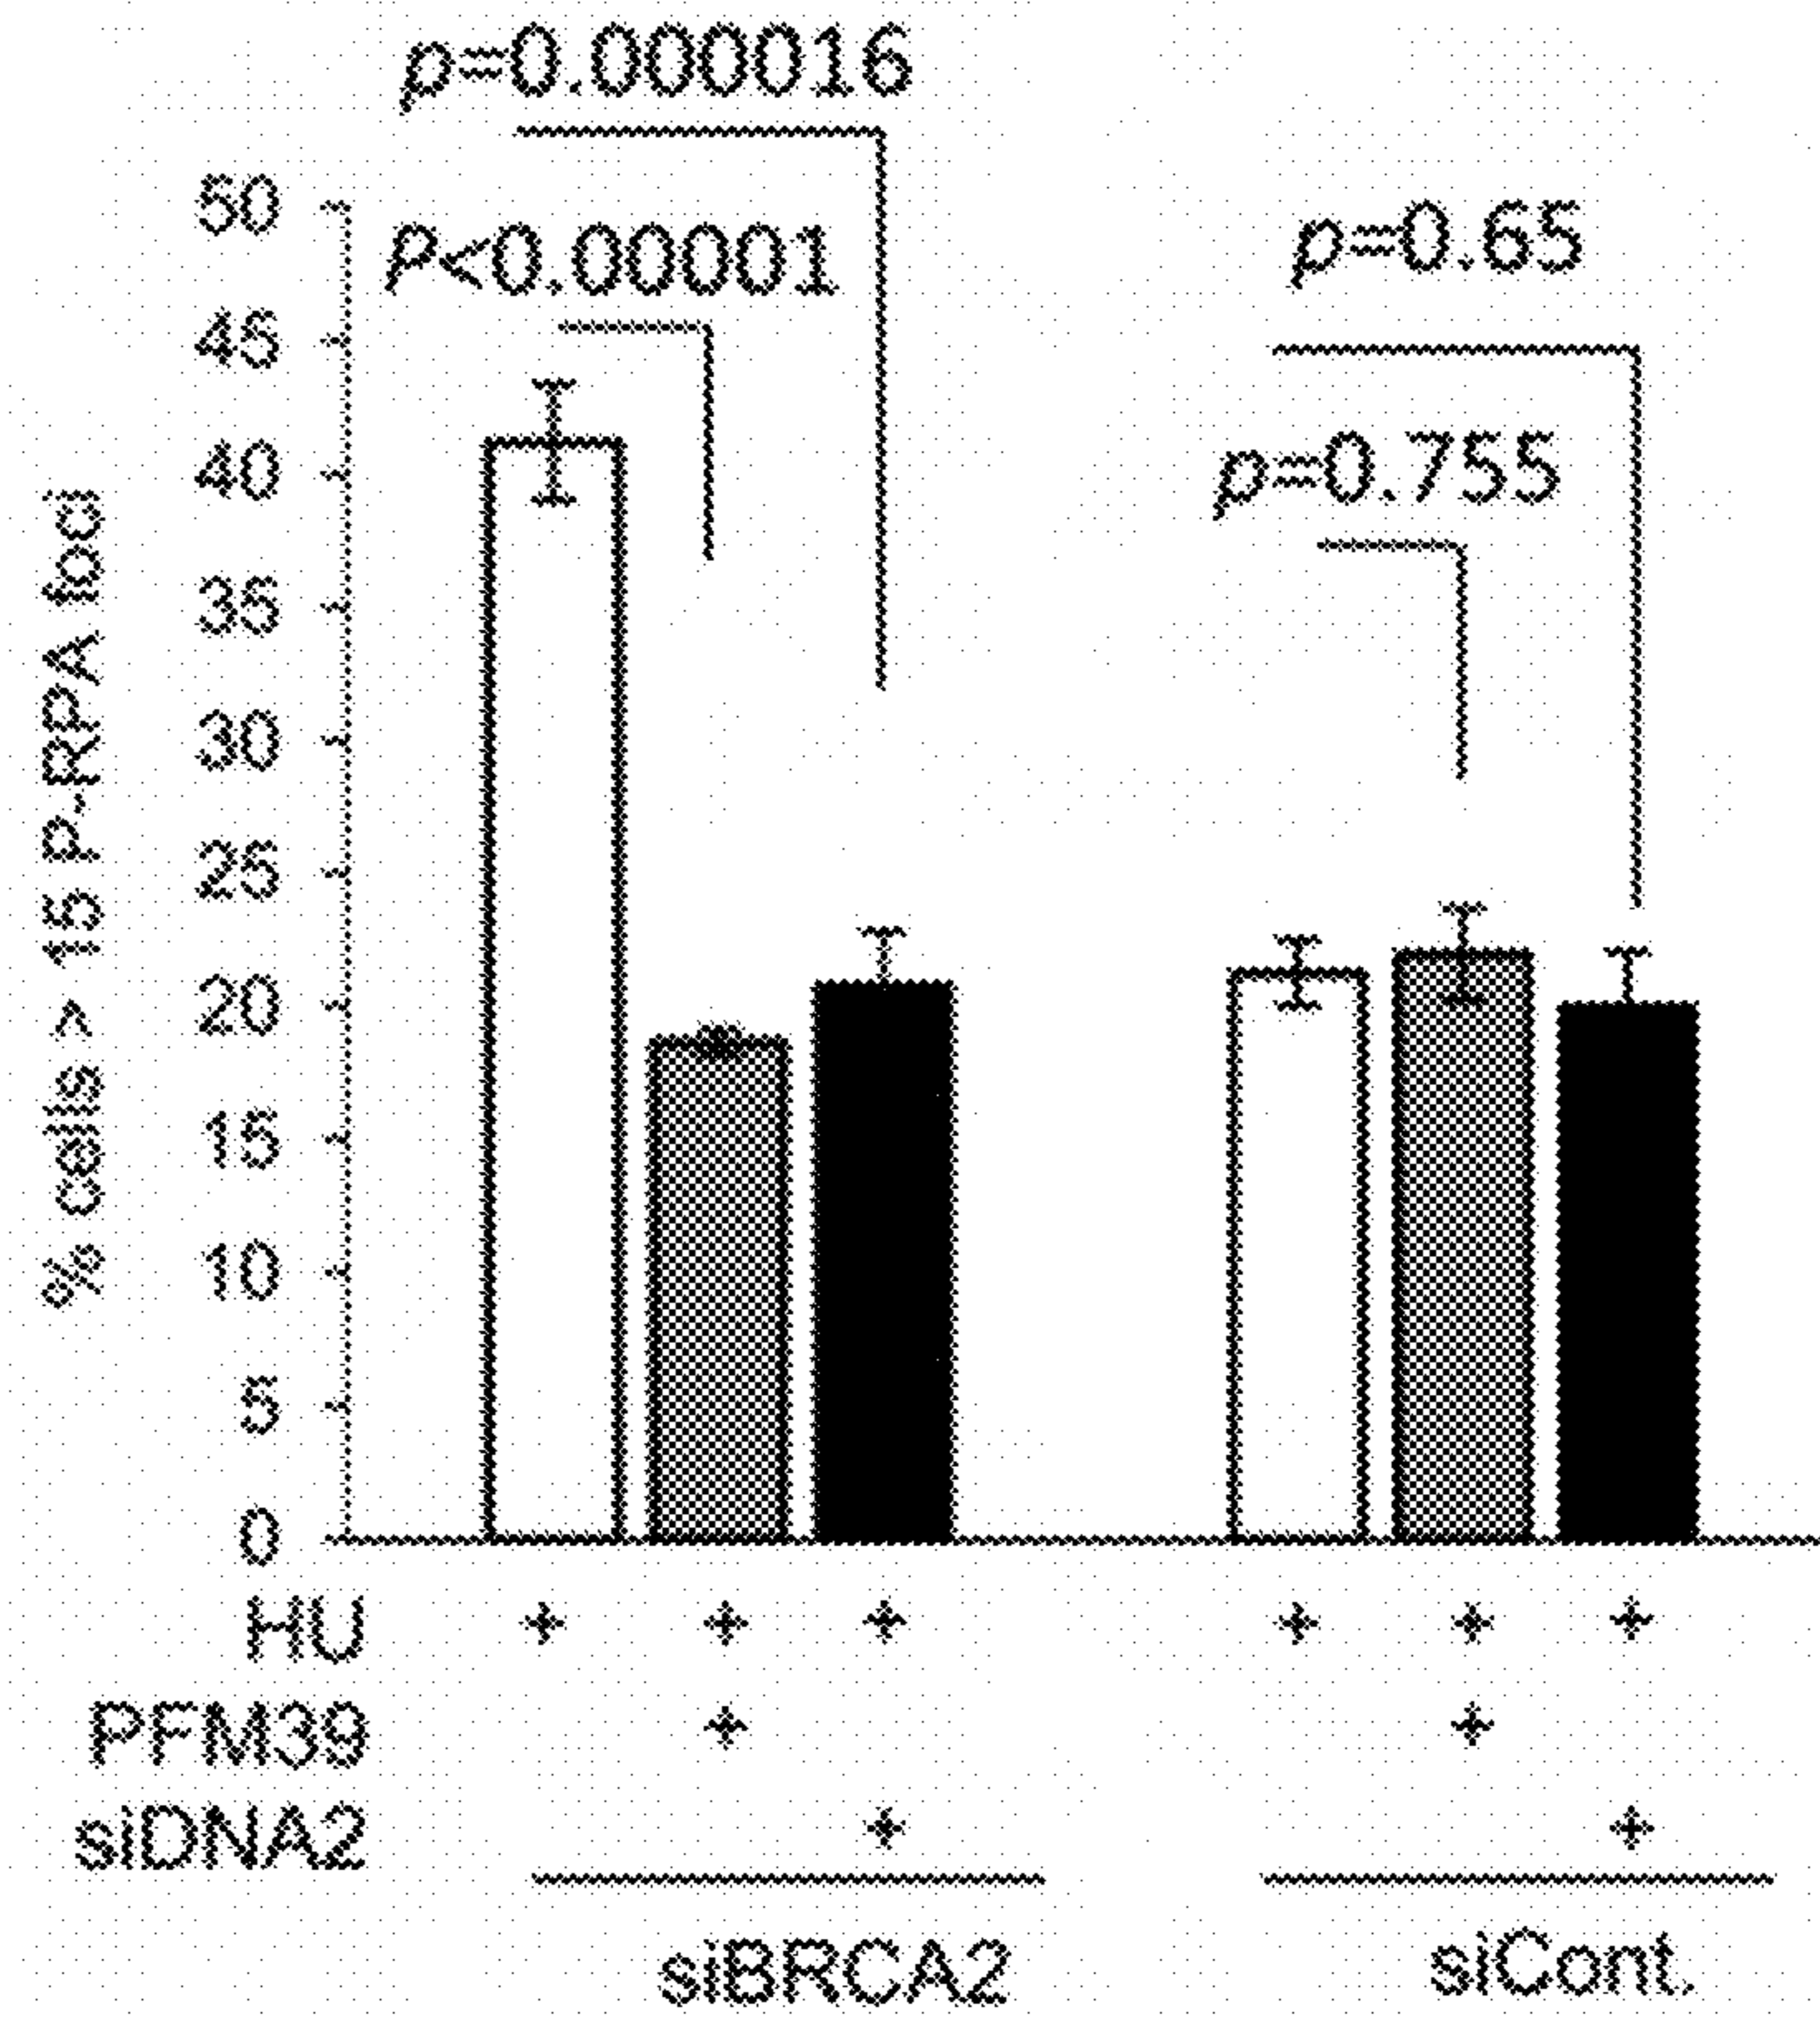 p=0.000016
P<0.00001
p=0.65
p=0.755
% cells > 15 P-RPA foci
50
45
40
35
30
25
20
15
10
5
0
HU + + + + + +
PFM39 + +
siDNA2 + +
siBRCA2 siCont.